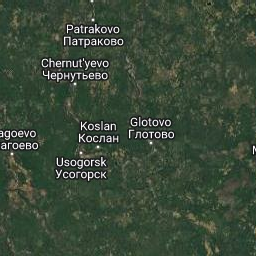 Patrakovo
Патраково
Chernut'yevo
Чернутьево
Koslan
Кослан
Glotovo
Глотово
agoevo
агоево
Usogorsk
Усогорск